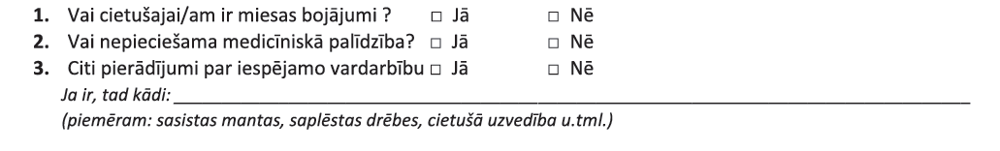 1. Vai cietušajai/am ir miesas bojājumi ? □ Jā □ Nē
2. Vai nepieciešama medicīniskā palīdzība? □ Jā □ Nē
3. Citi pierādījumi par iespējamo vardarbību □ Jā □ Nē
Ja ir, tad kādi: ____________________________________________
(piemēram: sasistas mantas, saplēstas drēbes, cietušā uzvedība u.tml.)